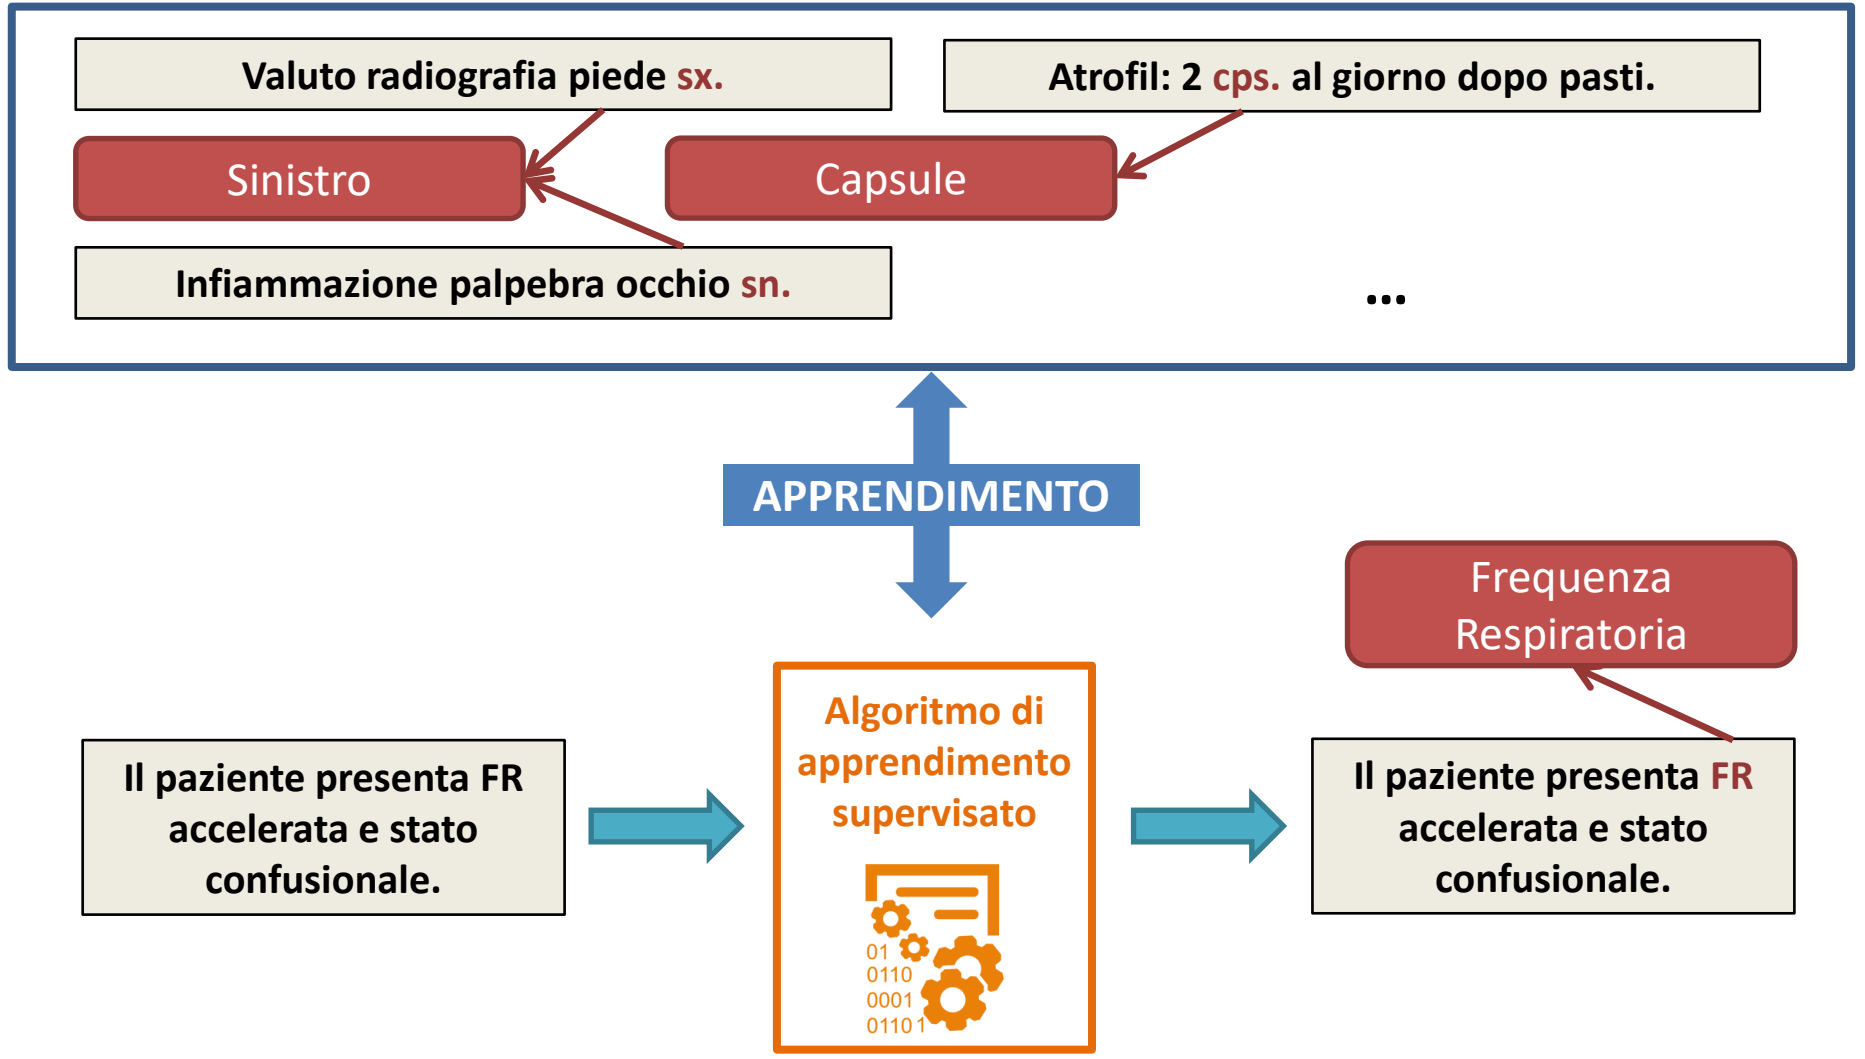 Valuto radiografia piede sx.
Atrofil: 2 cps. al giorno dopo pasti.
Sinistro
Capsule
Infiammazione palpebra occhio sn.
...
APPRENDIMENTO
Frequenza
Respiratoria
Il paziente presenta FR
accelerata e stato
confusionale.
Algoritmo di
apprendimento
supervisato
01
0110
0001
0110 1
Il paziente presenta FR
accelerata e stato
confusionale.